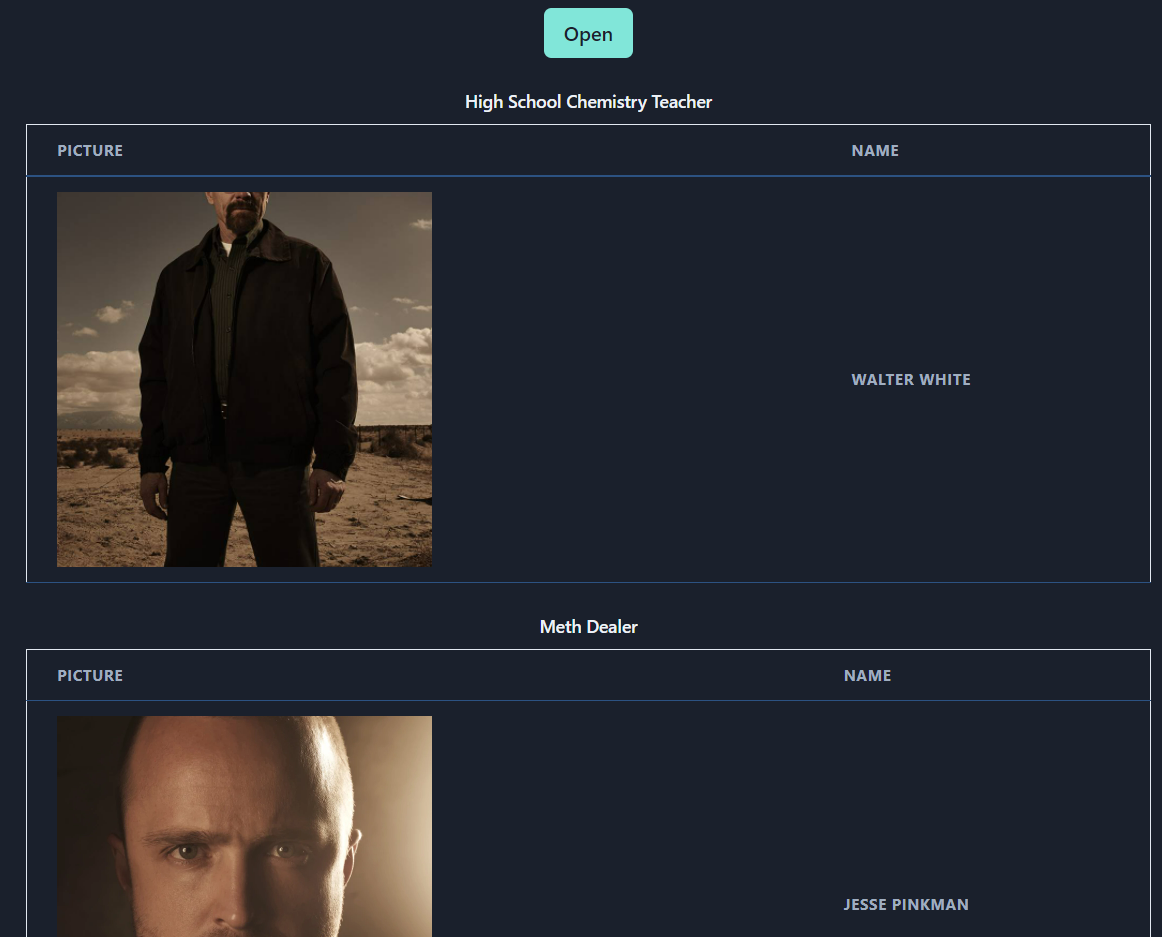 Open
High School Chemistry Teacher
PICTURE NAME
WALTER WHITE
Meth Dealer
PICTURE NAME
JESSE PINKMAN